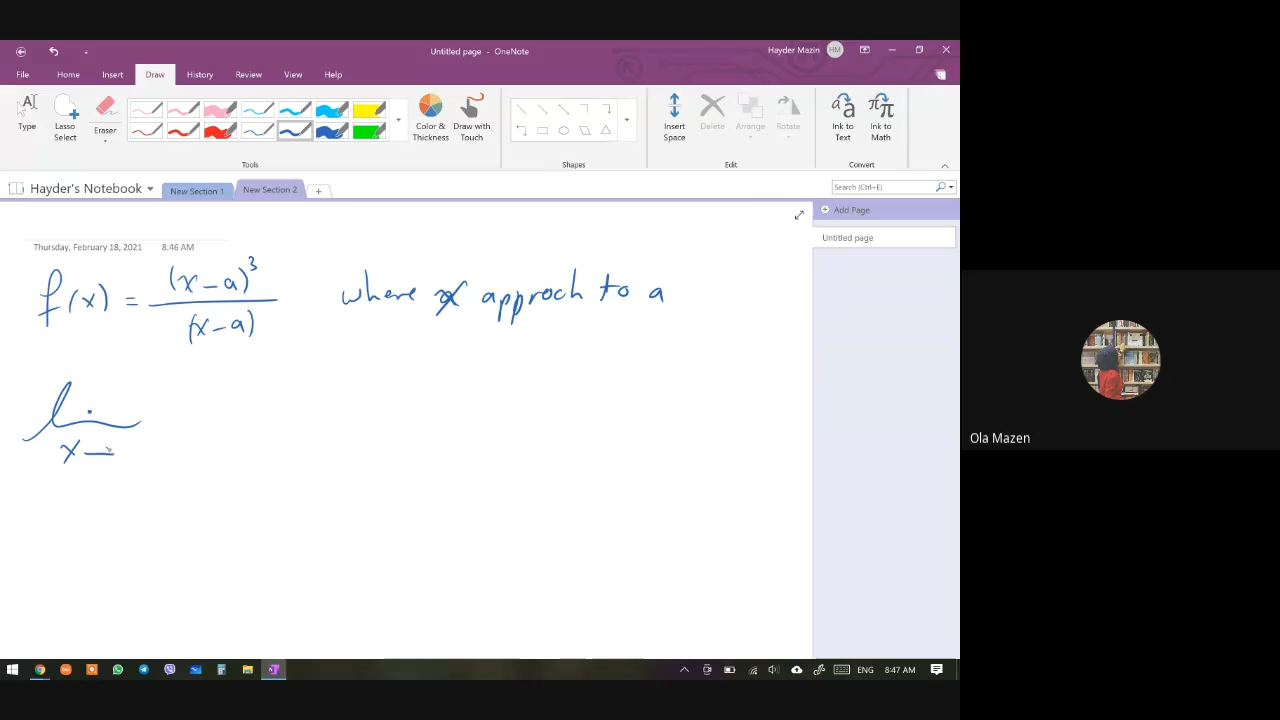 Untitled page - OneNote
Hayder Mazin HM
File Home Insert Draw History Review View Help
Type Lasso Select Eraser Color & Thickness Draw with Touch Insert Space Delete Arrange Rotate Ink to Text Ink to Math
Tools Shapes Edit Convert
Hayder's Notebook New Section 1 New Section 2 + Search (Ctrl+E)
Add Page
Untitled page
Thursday, February 18, 2021 8:46 AM
f(x) = (x-a)³ / (x-a) where x approch to a
li
x —
Ola Mazen
ENG 8:47 AM